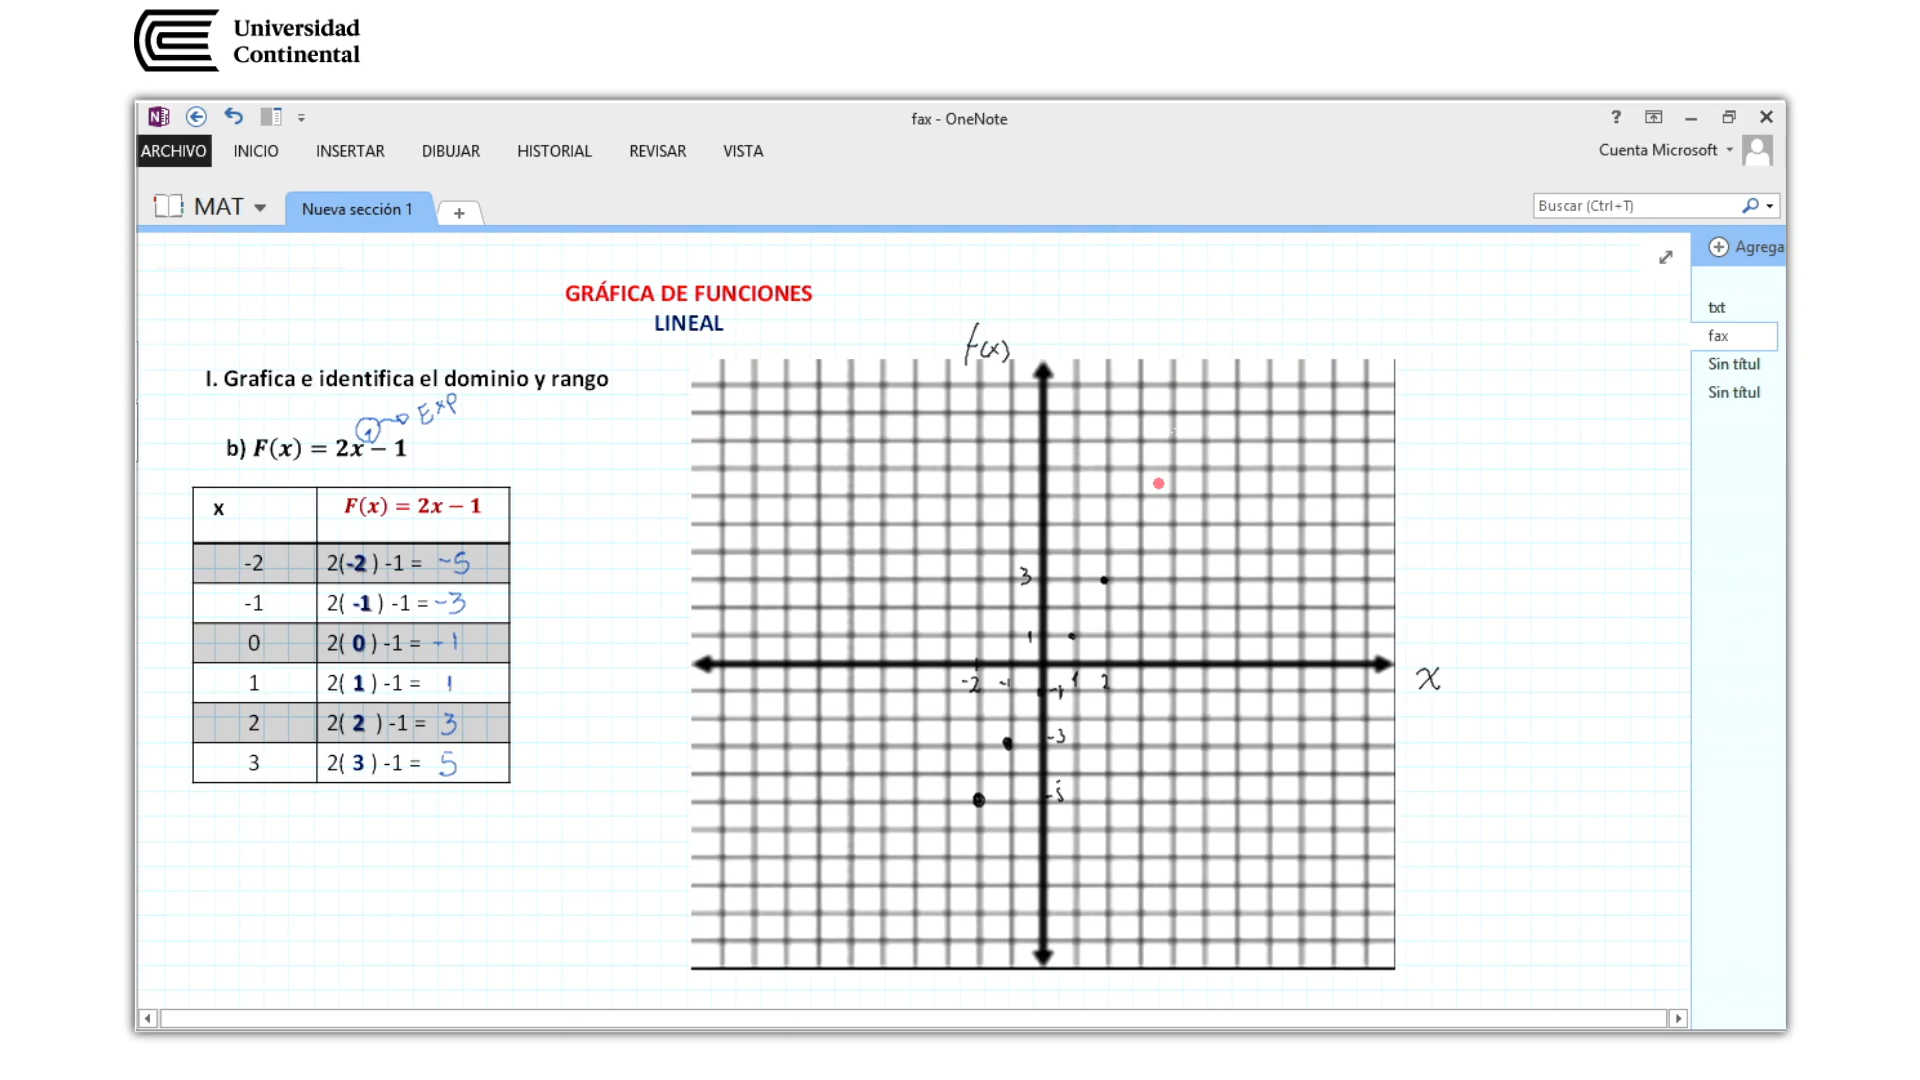 Universidad
Continental
fax - OneNote
?
ARCHIVO INICIO INSERTAR DIBUJAR HISTORIAL REVISAR VISTA Cuenta Microsoft
MAT Nueva sección 1 + Buscar (Ctrl+T)
Agrega
txt
fax
Sin títul
Sin títul
GRÁFICA DE FUNCIONES
LINEAL
f(x)
I. Grafica e identifica el dominio y rango
1 Exp
b) F(x) = 2x - 1
x F(x) = 2x - 1
-2 2(-2 ) -1 = -5
-1 2( -1 ) -1 = -3
0 2( 0 ) -1 = -1
1 2( 1 ) -1 = 1
2 2( 2 ) -1 = 3
3 2( 3 ) -1 = 5
3
1
-2 -1 1 2 x
-1
-3
-5